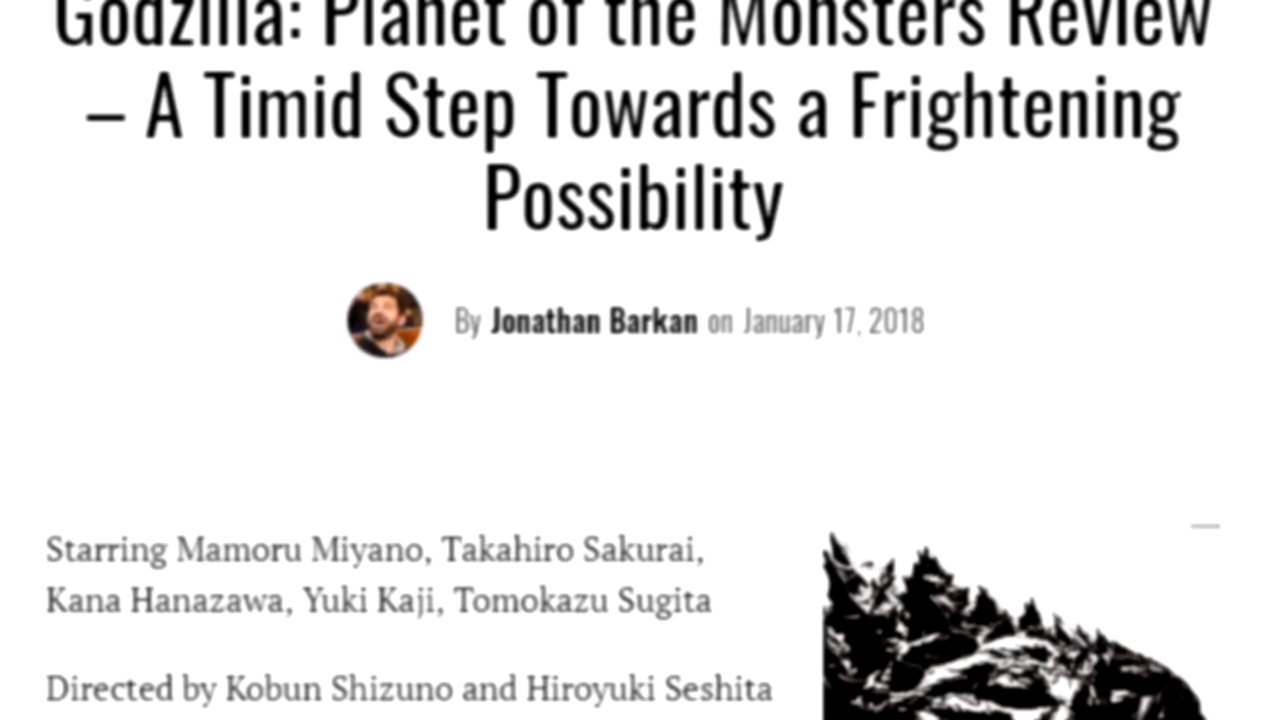 Godzilla: Planet of the Monsters Review
– A Timid Step Towards a Frightening
Possibility
By Jonathan Barkan on January 17, 2018
Starring Mamoru Miyano, Takahiro Sakurai,
Kana Hanazawa, Yuki Kaji, Tomokazu Sugita
Directed by Kobun Shizuno and Hiroyuki Seshita